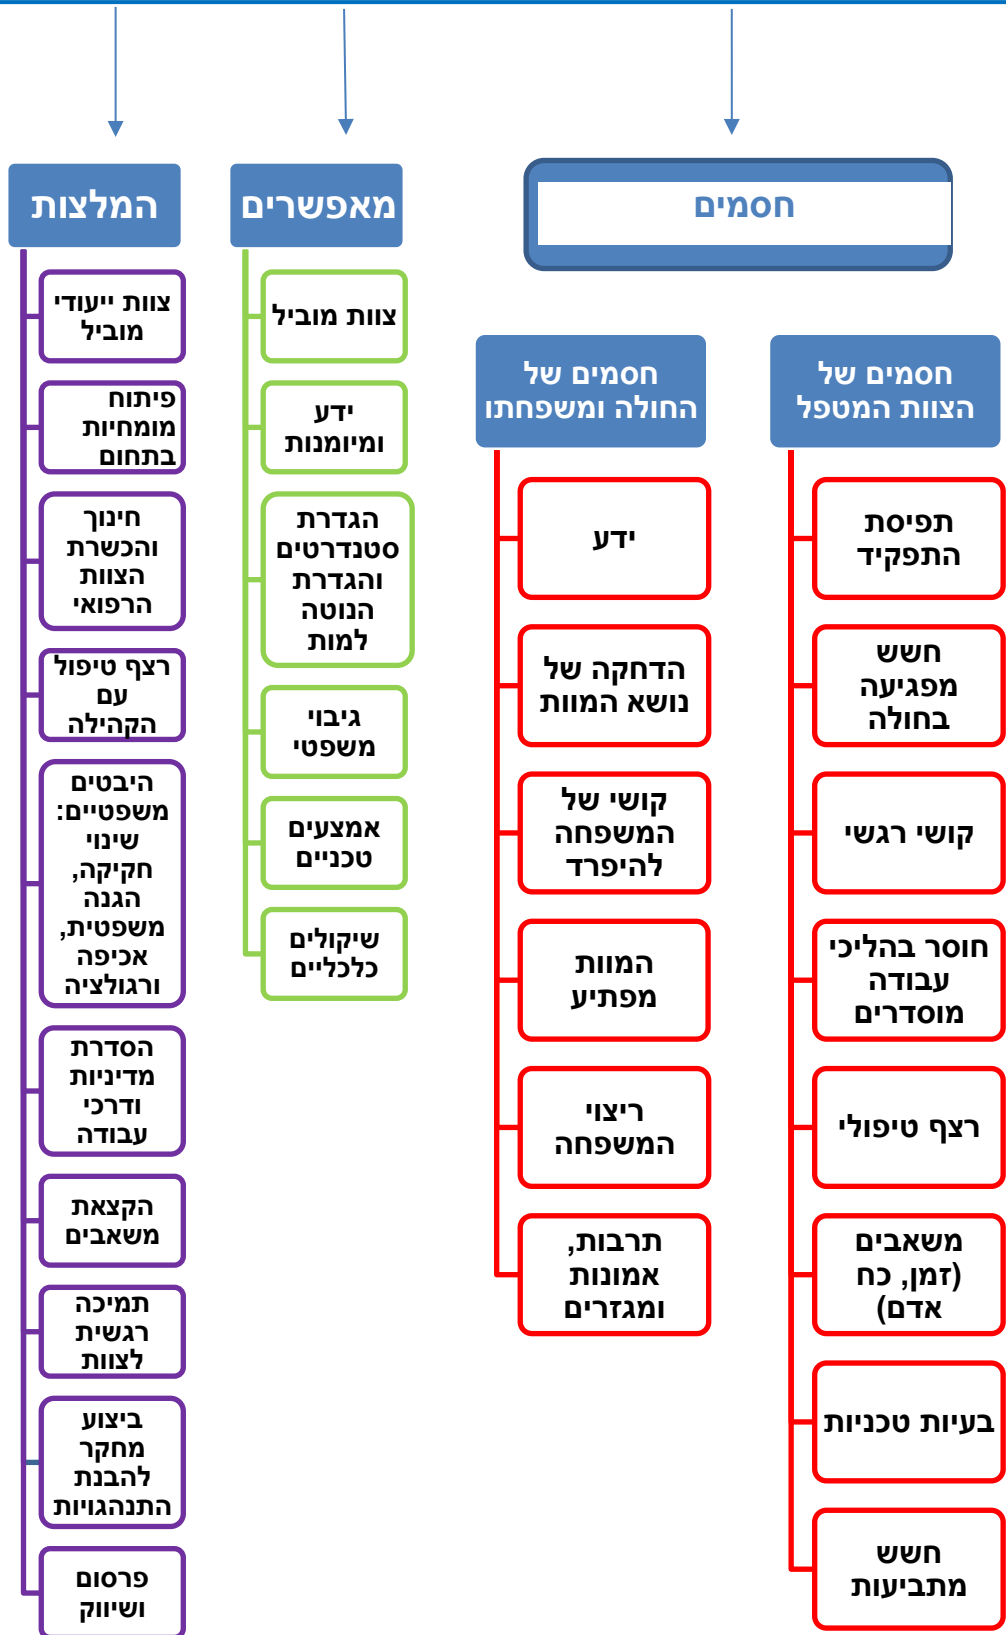 חסמים
חסמים של
הצוות המטפל
תפיסת
התפקיד
חשש
מפגיעה
בחולה
קושי רגשי
חוסר בהליכי
עבודה
מוסדרים
רצף טיפולי
משאבים
(זמן, כח
אדם)
בעיות טכניות
חשש
מתביעות
חסמים של
החולה ומשפחתו
ידע
הדחקה של
נושא המוות
קושי של
המשפחה
להיפרד
המוות
מפתיע
ריצוי
המשפחה
תרבות,
אמונות
ומגזרים
מאפשרים
צוות מוביל
ידע
ומיומנות
הגדרת
סטנדרטים
והגדרת
הנוטה
למות
גיבוי
משפטי
אמצעים
טכניים
שיקולים
כלכליים
המלצות
צוות ייעודי
מוביל
פיתוח
מומחיות
בתחום
חינוך
והכשרת
הצוות
הרפואי
רצף טיפול
עם
הקהילה
היבטים
משפטיים:
שינוי
חקיקה,
הגנה
משפטית,
אכיפה
ורגולציה
הסדרת
מדיניות
ודרכי
עבודה
הקצאת
משאבים
תמיכה
רגשית
לצוות
ביצוע
מחקר
להבנת
התנהגויות
פרסום
ושיווק